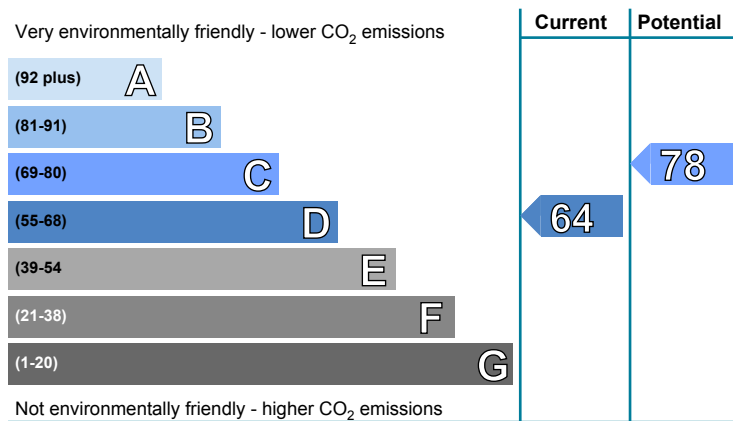 Current Potential
Very environmentally friendly - lower CO2 emissions
(92 plus) A
(81-91) B
(69-80) C
78
(55-68) D
64
(39-54 E
(21-38) F
(1-20) G
Not environmentally friendly - higher CO2 emissions